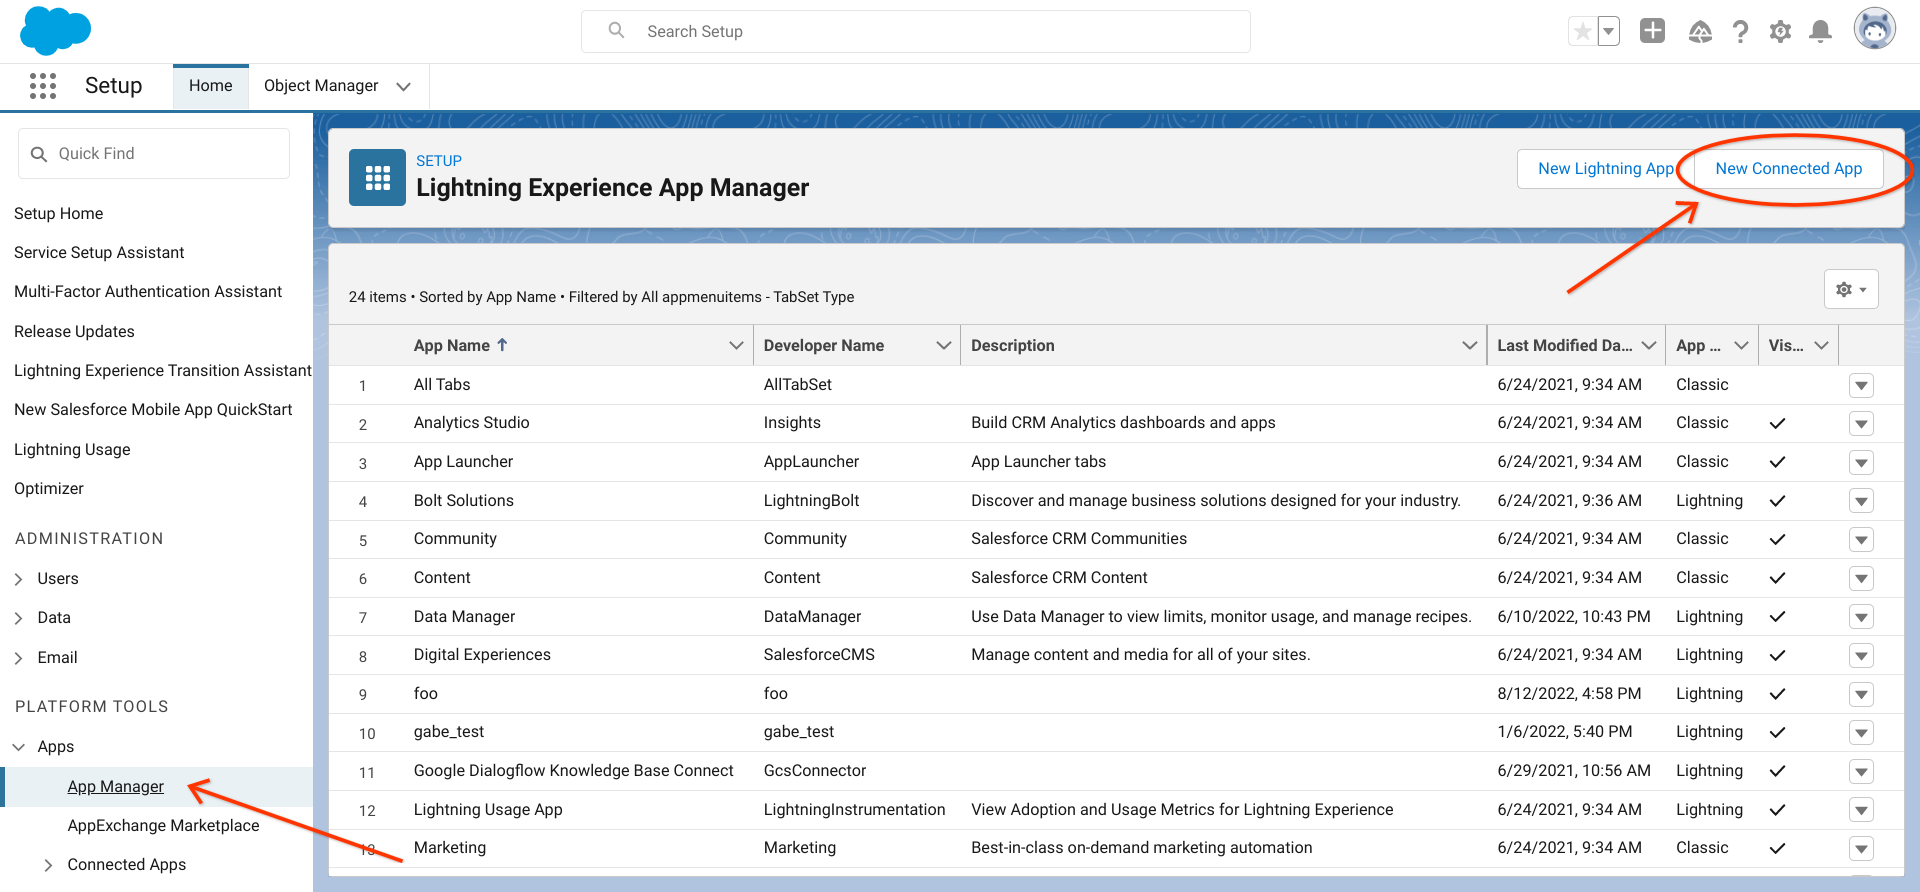 Search Setup
Setup
Home
Object Manager
Quick Find
Setup Home
Service Setup Assistant
Multi-Factor Authentication Assistant
Release Updates
Lightning Experience Transition Assistant
New Salesforce Mobile App QuickStart
Lightning Usage
Optimizer
ADMINISTRATION
Users
Data
Email
PLATFORM TOOLS
Apps
App Manager
AppExchange Marketplace
Connected Apps
SETUP
Lightning Experience App Manager
New Lightning App
New Connected App
24 items • Sorted by App Name • Filtered by All appmenuitems - TabSet Type
App Name Developer Name Description Last Modified Da... App ... Vis...
1 All Tabs AllTabSet 6/24/2021, 9:34 AM Classic
2 Analytics Studio Insights Build CRM Analytics dashboards and apps 6/24/2021, 9:34 AM Classic
3 App Launcher AppLauncher App Launcher tabs 6/24/2021, 9:34 AM Classic
4 Bolt Solutions LightningBolt Discover and manage business solutions designed for your industry. 6/24/2021, 9:36 AM Lightning
5 Community Community Salesforce CRM Communities 6/24/2021, 9:34 AM Classic
6 Content Content Salesforce CRM Content 6/24/2021, 9:34 AM Classic
7 Data Manager DataManager Use Data Manager to view limits, monitor usage, and manage recipes. 6/10/2022, 10:43 PM Lightning
8 Digital Experiences SalesforceCMS Manage content and media for all of your sites. 6/24/2021, 9:34 AM Lightning
9 foo foo 8/12/2022, 4:58 PM Lightning
10 gabe_test gabe_test 1/6/2022, 5:40 PM Lightning
11 Google Dialogflow Knowledge Base Connect GcsConnector 6/29/2021, 10:56 AM Lightning
12 Lightning Usage App LightningInstrumentation View Adoption and Usage Metrics for Lightning Experience 6/24/2021, 9:34 AM Lightning
13 Marketing Marketing Best-in-class on-demand marketing automation 6/24/2021, 9:34 AM Classic